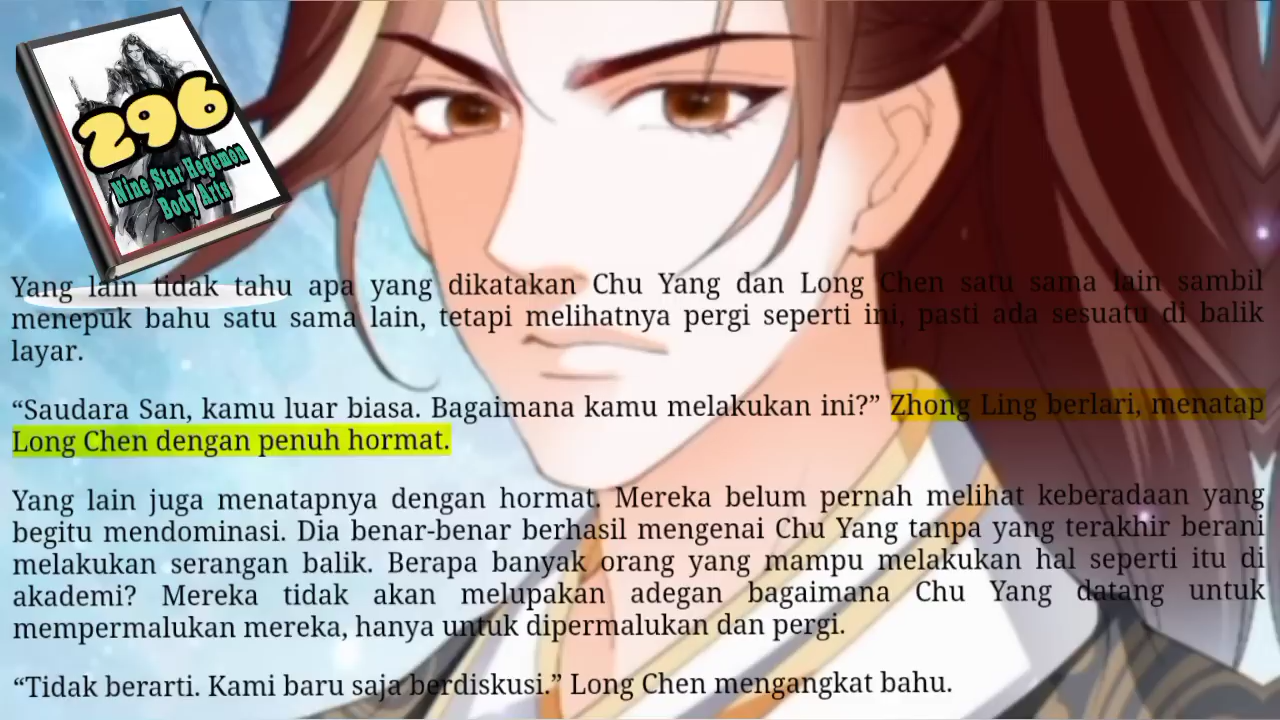 296
Nine Star Hegemon
Body Arts
Yang lain tidak tahu apa yang dikatakan Chu Yang dan Long Chen satu sama lain sambil
menepuk bahu satu sama lain, tetapi melihatnya pergi seperti ini, pasti ada sesuatu di balik
layar.
“Saudara San, kamu luar biasa. Bagaimana kamu melakukan ini?” Zhong Ling berlari, menatap
Long Chen dengan penuh hormat.
Yang lain juga menatapnya dengan hormat. Mereka belum pernah melihat keberadaan yang
begitu mendominasi. Dia benar-benar berhasil mengenai Chu Yang tanpa yang terakhir berani
melakukan serangan balik. Berapa banyak orang yang mampu melakukan hal seperti itu di
akademi? Mereka tidak akan melupakan adegan bagaimana Chu Yang datang untuk
mempermalukan mereka, hanya untuk dipermalukan dan pergi.
“Tidak berarti. Kami baru saja berdiskusi.” Long Chen mengangkat bahu.